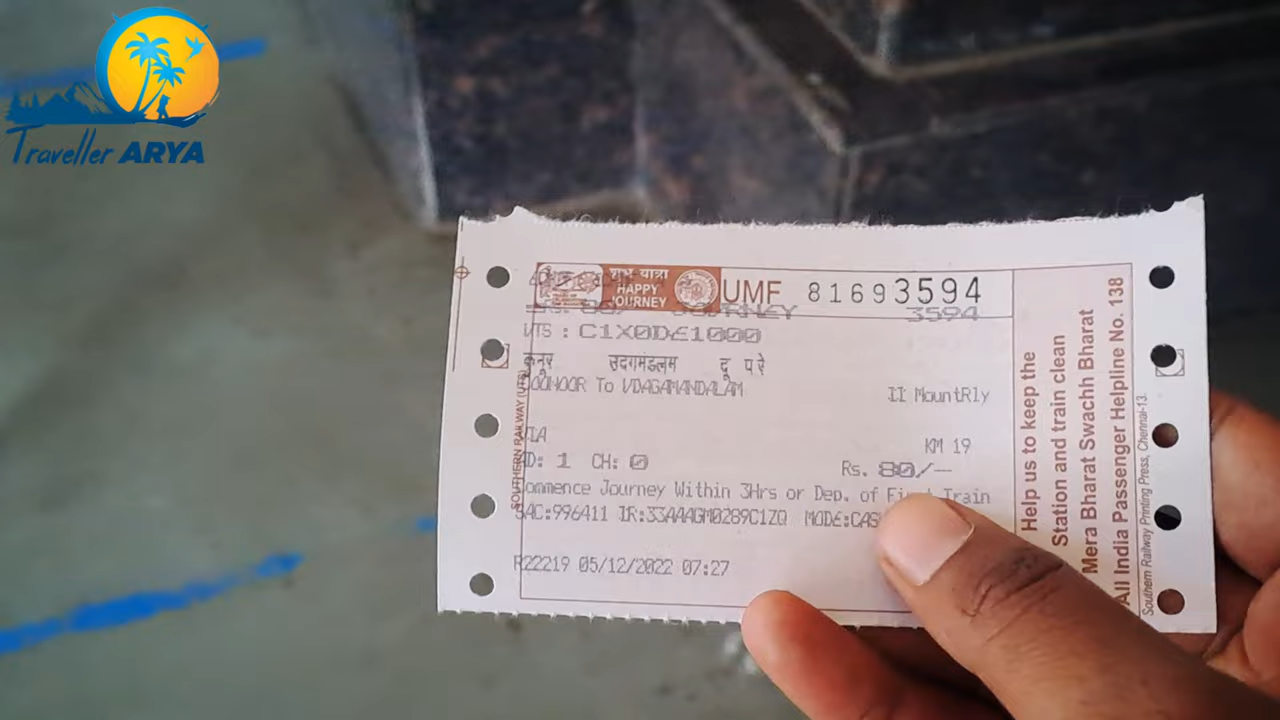 Traveller ARYA
शुभ यात्रा
HAPPY
JOURNEY
UMF 81693594
JOURNEY 3594
UTS : C1X0DE1000
कुनूर उदगमंडलम दू प रे
COONOOR To UDAGAMANDALAM
II MountRly
VIA
KM 19
AD: 1 CH: 0
Rs. 80/-
Commence Journey Within 3Hrs or Dep. of First Train
SAC:996411 IR:33AAAGM0289C1ZQ MODE:CAS
R22219 05/12/2022 07:27
SOUTHERN RAILWAY (UTS)
Help us to keep the
Station and train clean
Mera Bharat Swachh Bharat
All India Passenger Helpline No. 138
Southern Railway Printing Press, Chennai-13.